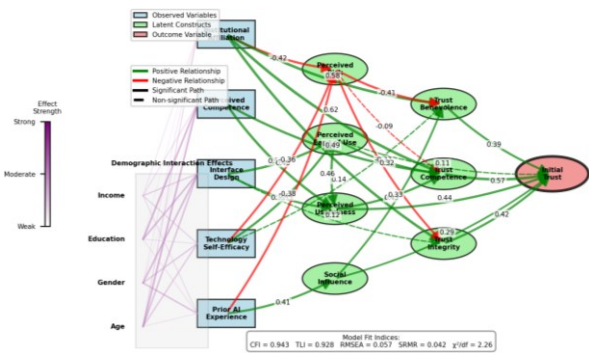 Observed Variables
Latent Constructs
Outcome Variable
Positive Relationship
Negative Relationship
Significant Path
Non-significant Path
Effect
Strength
Strong
Moderate
Weak
Demographic Interaction Effects
Income
Education
Gender
Age
Competence
Interface
Design
Technology
Self-Efficacy
Prior AI
Experience
Perceived
0.58
Perceived
0.49
Perceived
0.12
Social
Influence
Trust
Benevolence
Trust
Competence
0.11
Trust
Integrity
0.29
Initial
Trust
-0.42
-0.41
0.62
-0.09
0.46
0.14
0.33
0.39
0.57
0.44
0.42
0.41
Model Fit Indices:
CFI = 0.943 TLI = 0.928 RMSEA = 0.057 SRMR = 0.042 χ²/df = 2.26